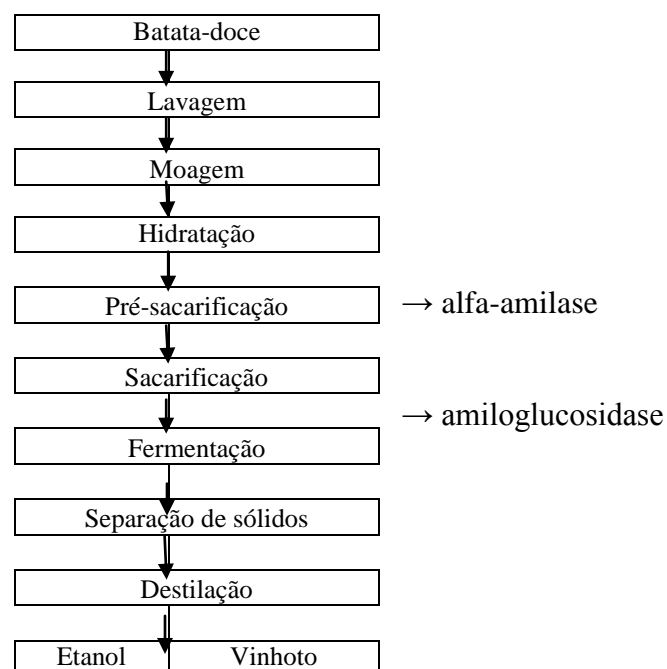 Batata-doce
Lavagem
Moagem
Hidratação
Pré-sacarificação → alfa-amilase
Sacarificação
→ amiloglucosidase
Fermentação
Separação de sólidos
Destilação
Etanol Vinhoto